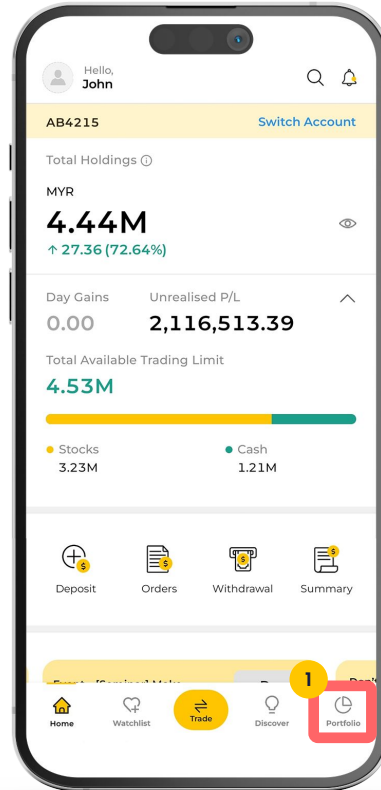 Hello,
John
AB4215 Switch Account
Total Holdings
MYR
4.44M
↑ 27.36 (72.64%)
Day Gains Unrealised P/L
0.00 2,116,513.39
Total Available Trading Limit
4.53M
Stocks Cash
3.23M 1.21M
Deposit Orders Withdrawal Summary
1
Home Watchlist Trade Discover Portfolio